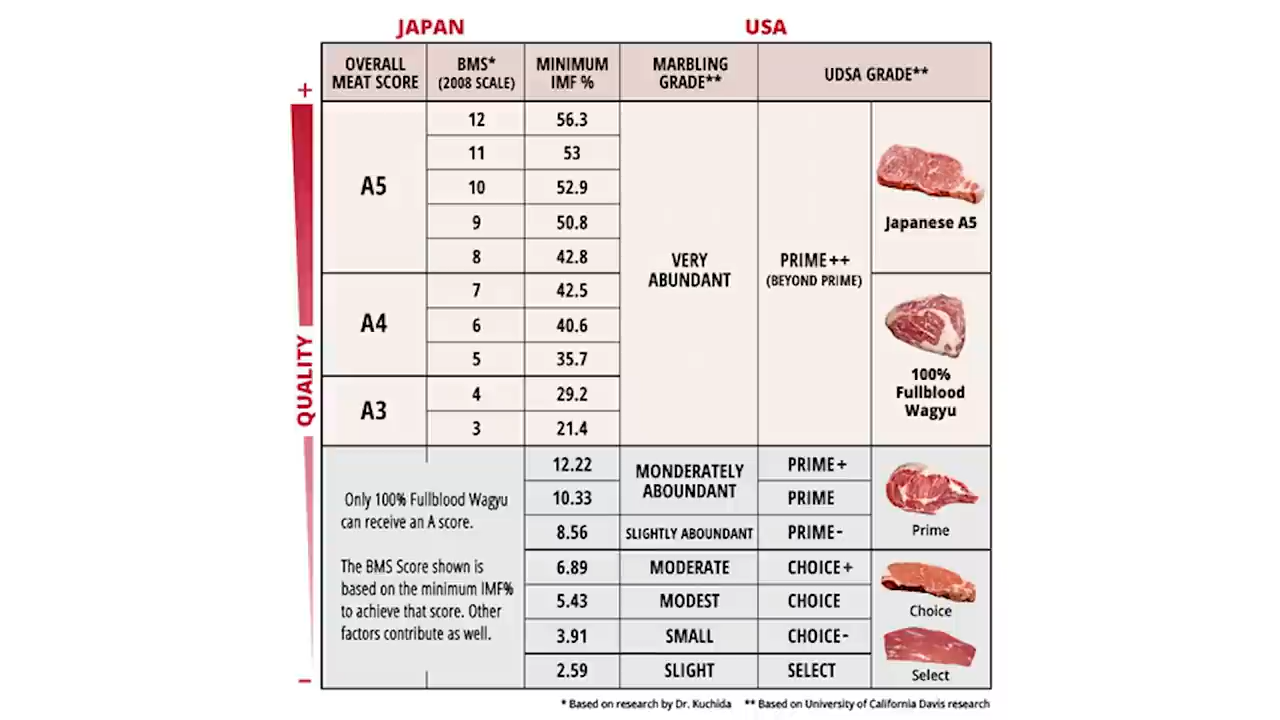 JAPAN
USA
OVERALL
MEAT SCORE
BMS*
(2008 SCALE)
MINIMUM
IMF %
MARBLING
GRADE**
UDSA GRADE**
+
QUALITY
–
A5
12
56.3
11
53
10
52.9
9
50.8
8
42.8
A4
7
42.5
6
40.6
5
35.7
A3
4
29.2
3
21.4
VERY
ABUNDANT
PRIME++
(BEYOND PRIME)
Japanese A5
100%
Fullblood
Wagyu
Only 100% Fullblood Wagyu
can receive an A score.
The BMS Score shown is
based on the minimum IMF%
to achieve that score. Other
factors contribute as well.
12.22
MONDERATELY
ABOUNDANT
PRIME+
10.33
PRIME
8.56
SLIGHTLY ABOUNDANT
PRIME-
Prime
6.89
MODERATE
CHOICE+
5.43
MODEST
CHOICE
Choice
3.91
SMALL
CHOICE-
2.59
SLIGHT
SELECT
Select
* Based on research by Dr. Kuchida ** Based on University of California Davis research